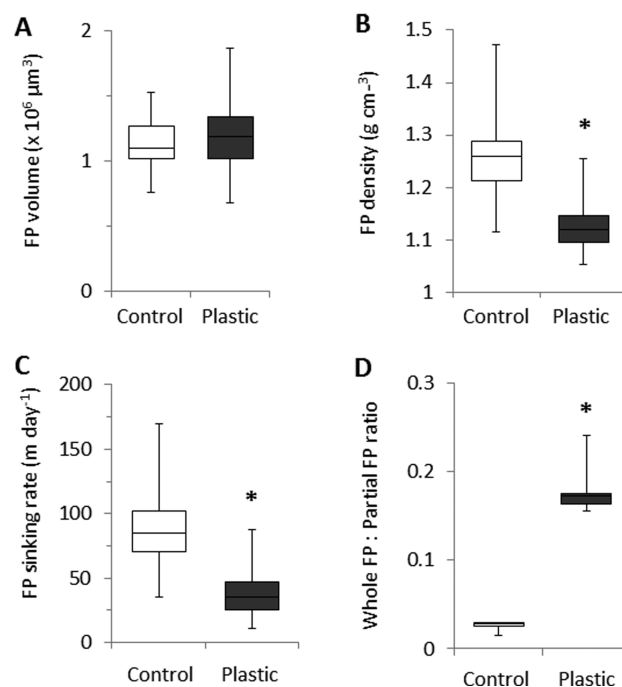 A
FP volume (x 10⁶ µm³)
2
1
0
Control Plastic
B
FP density (g cm⁻³)
1.5
1.4
1.3
1.2
1.1
1
*
Control Plastic
C
FP sinking rate (m day⁻¹)
200
150
100
50
0
*
Control Plastic
D
Whole FP : Partial FP ratio
0.3
0.2
0.1
0
*
Control Plastic